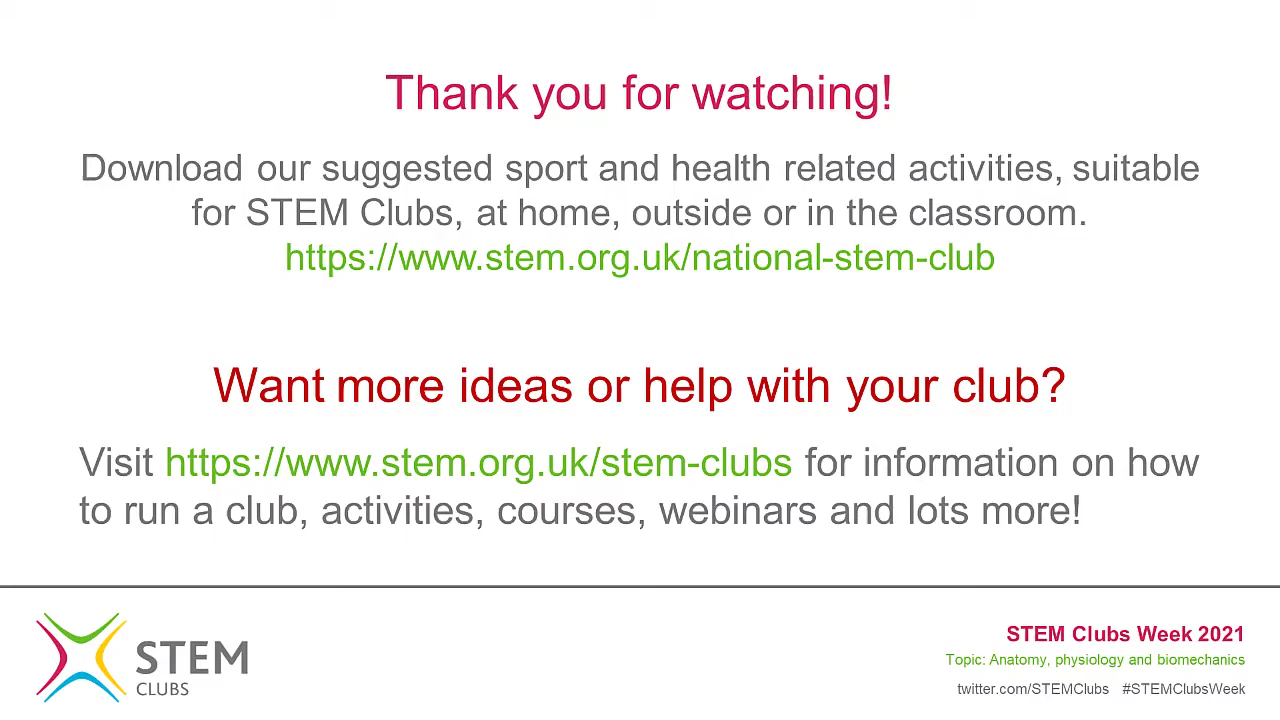 Thank you for watching!
Download our suggested sport and health related activities, suitable
for STEM Clubs, at home, outside or in the classroom.
https://www.stem.org.uk/national-stem-club
Want more ideas or help with your club?
Visit https://www.stem.org.uk/stem-clubs for information on how
to run a club, activities, courses, webinars and lots more!
STEM
CLUBS
STEM Clubs Week 2021
Topic: Anatomy, physiology and biomechanics
twitter.com/STEMClubs #STEMClubsWeek